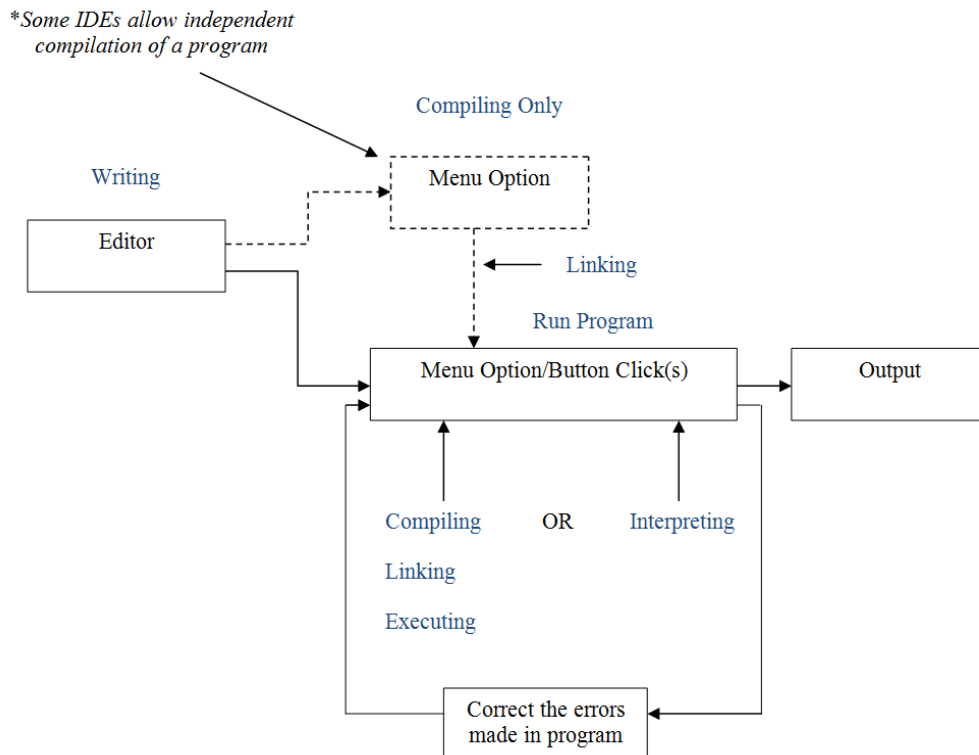 *Some IDEs allow independent
compilation of a program
Compiling Only
Writing
Menu Option
Editor
Linking
Run Program
Menu Option/Button Click(s)
Output
Compiling OR Interpreting
Linking
Executing
Correct the errors
made in program